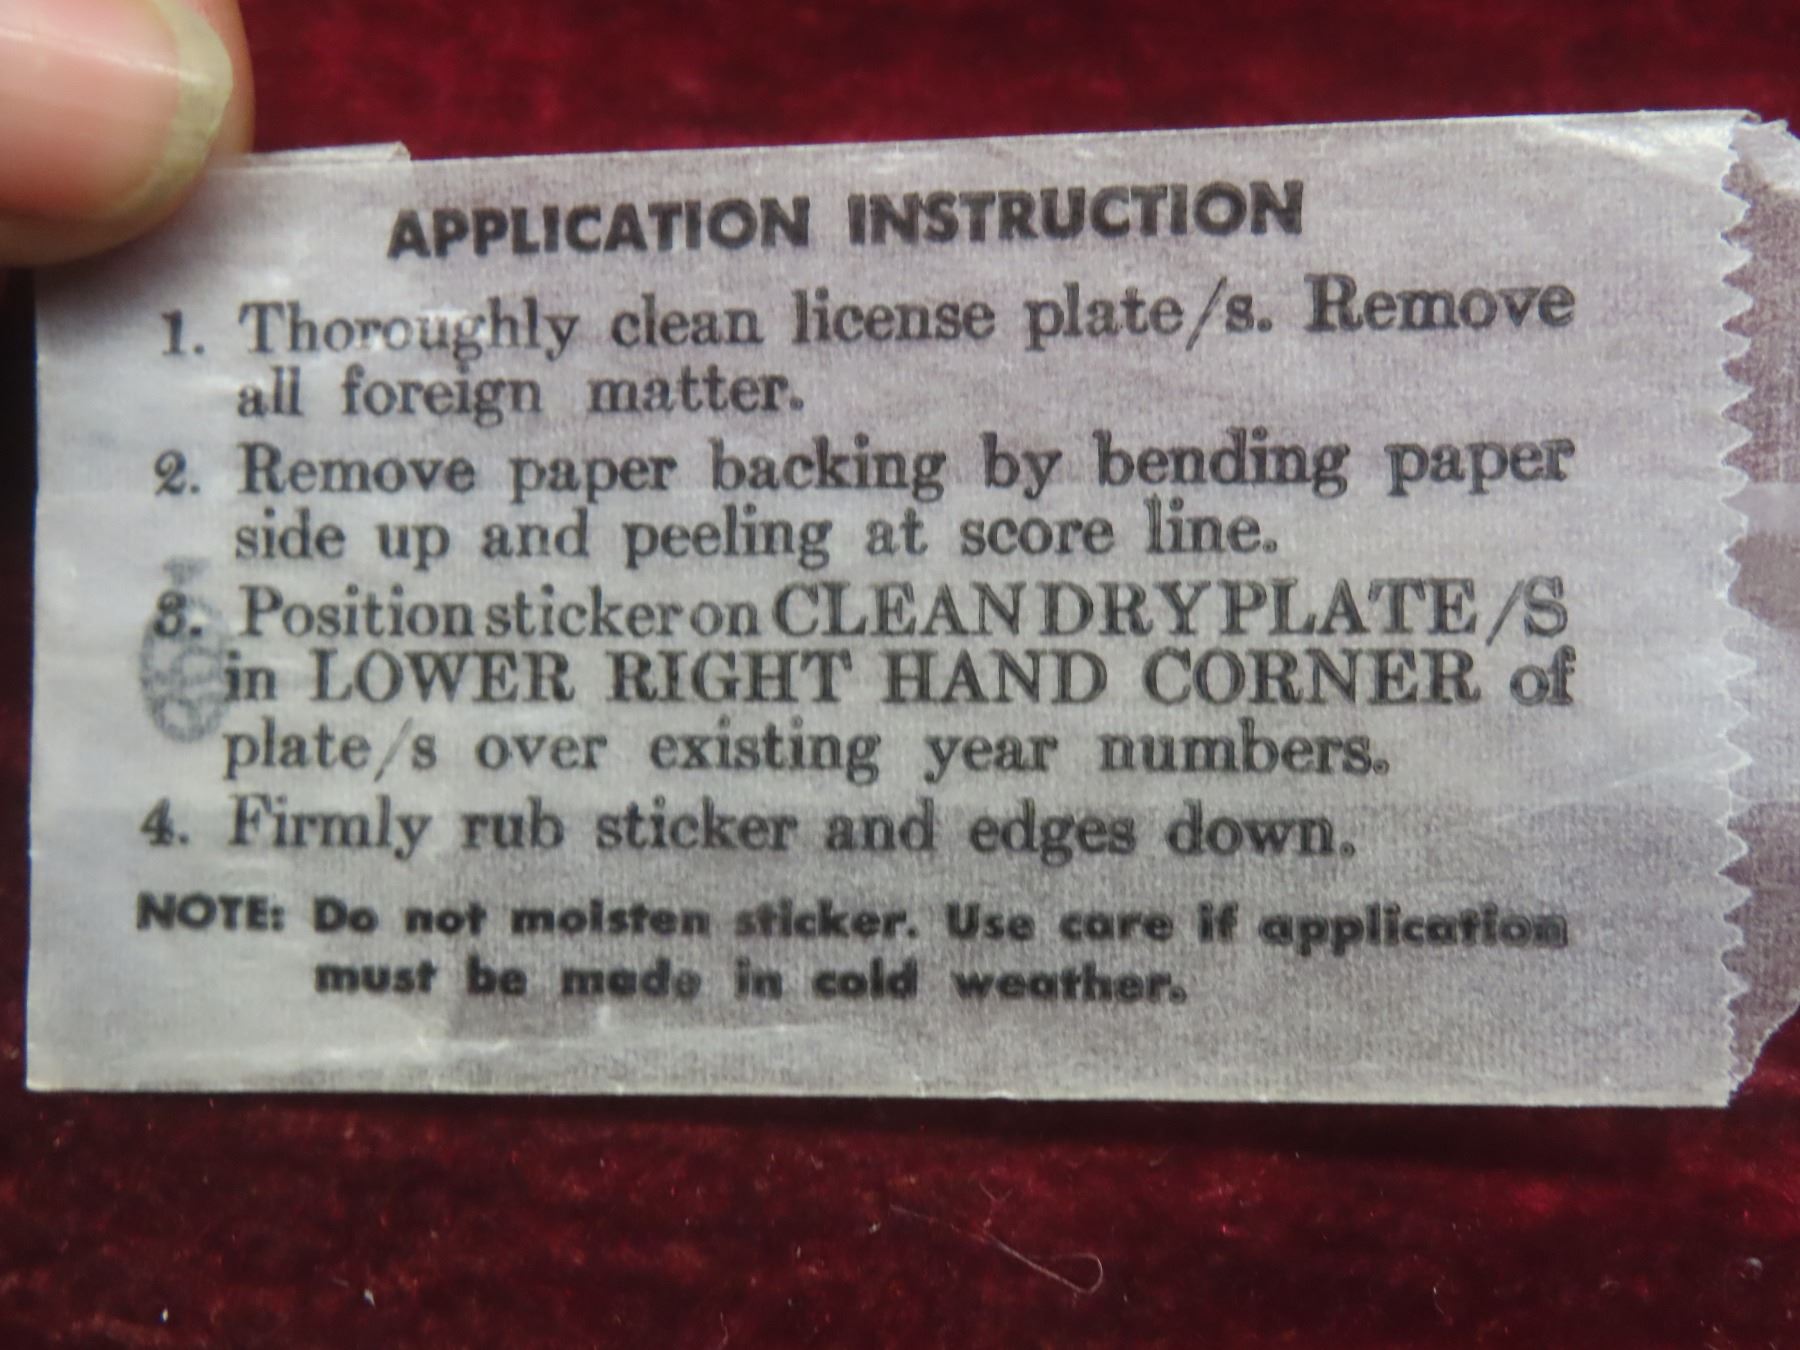 APPLICATION INSTRUCTION
1. Thoroughly clean license plate/s. Remove
all foreign matter.
2. Remove paper backing by bending paper
side up and peeling at score line.
3. Position sticker on CLEAN DRY PLATE/S
in LOWER RIGHT HAND CORNER of
plate/s over existing year numbers.
4. Firmly rub sticker and edges down.
NOTE: Do not moisten sticker. Use care if application
must be made in cold weather.